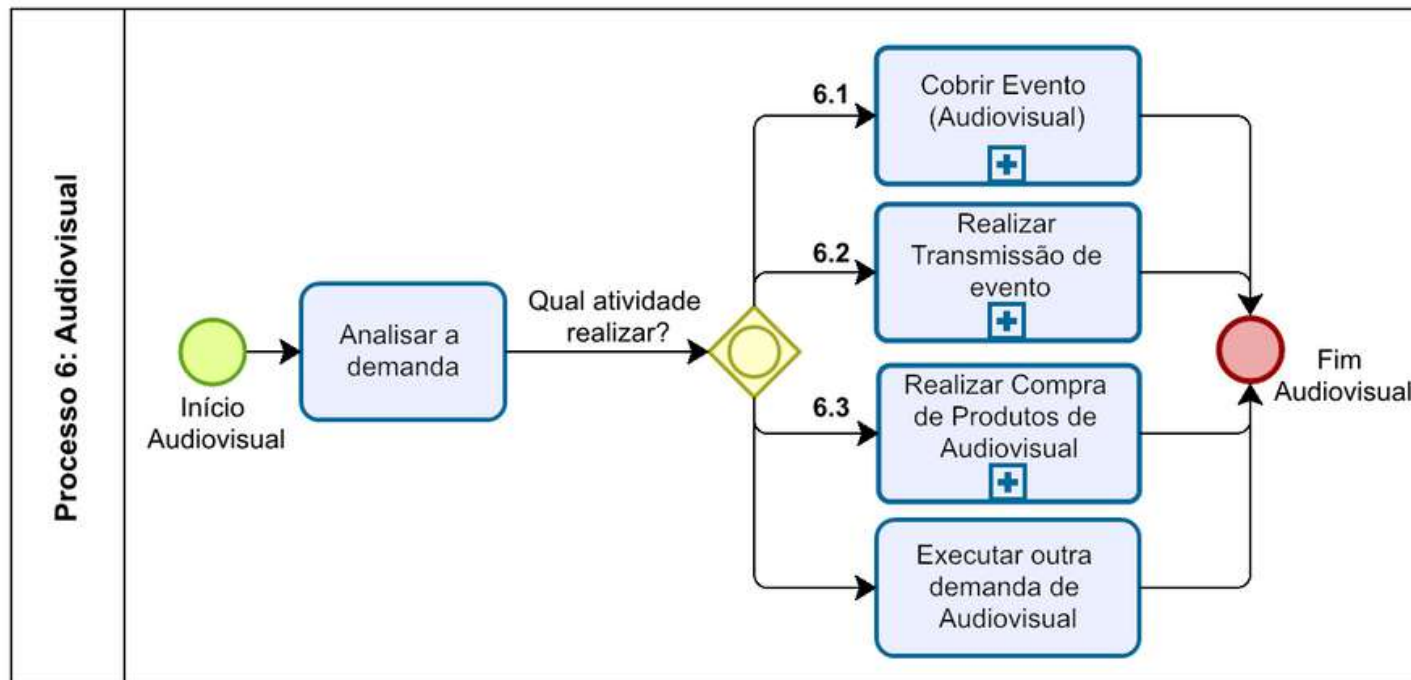 Processo 6: Audiovisual
Início
Audiovisual
Analisar a
demanda
Qual atividade
realizar?
6.1
Cobrir Evento
(Audiovisual)
6.2
Realizar
Transmissão de
evento
6.3
Realizar Compra
de Produtos de
Audiovisual
Executar outra
demanda de
Audiovisual
Fim
Audiovisual